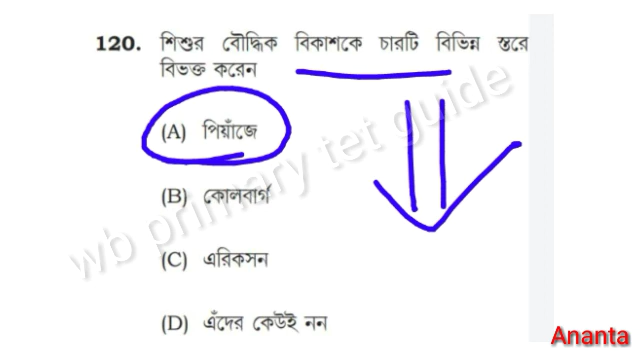 120. শিশুর বৌদ্ধিক বিকাশকে চারটি বিভিন্ন স্তরে
বিভক্ত করেন
(A) পিয়াঁজে
(B) কোলবার্গ
(C) এরিকসন
(D) এঁদের কেউই নন
wb primary tet guide
Ananta